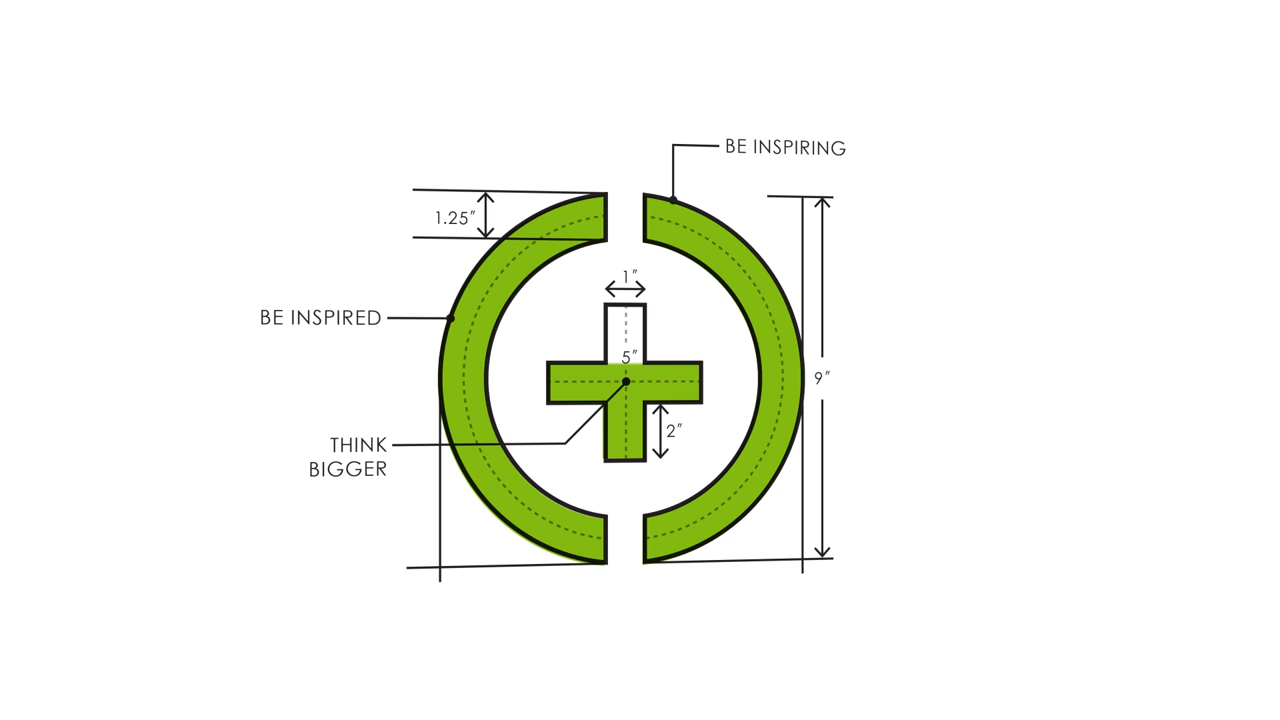 BE INSPIRING
1.25”
1”
BE INSPIRED
5”
9”
2”
THINK
BIGGER